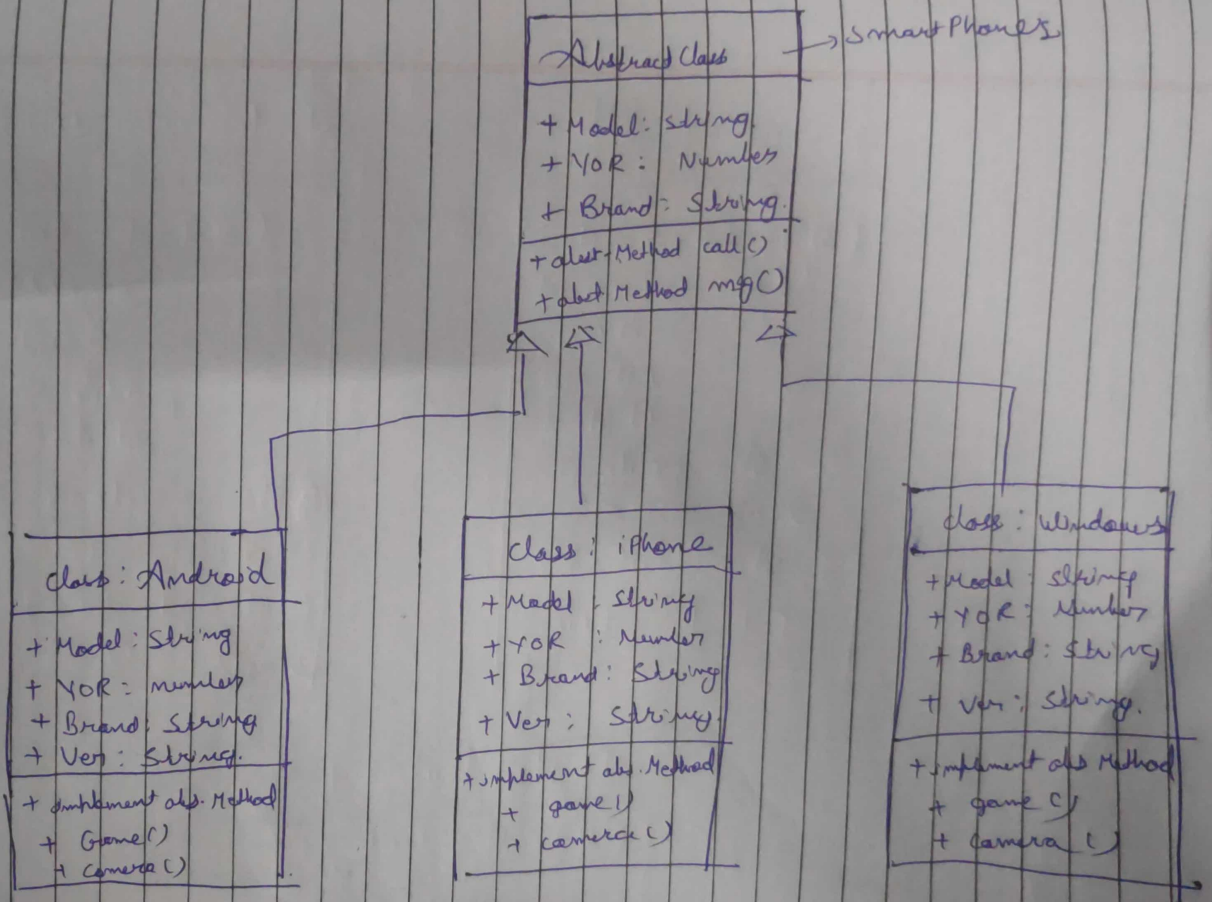 Abstract Class → SmartPhones
+ Model: String.
+ YOR: Number
+ Brand: String.
+ abst. Method call()
+ abst Method msg()
class: Android
+ Model: String
+ YOR: number
+ Brand: String
+ Ver: String.
+ implement abs. Method
+ Game()
+ Camera()
class: iPhone
+ Model: String
+ YOR: Number
+ Brand: String
+ Ver: String.
+ implement abs. Method
+ game()
+ camera()
class: Windows
+ Model: String
+ YOR: Number
+ Brand: String
+ Ver: String.
+ implement abs Method
+ game()
+ Camera()